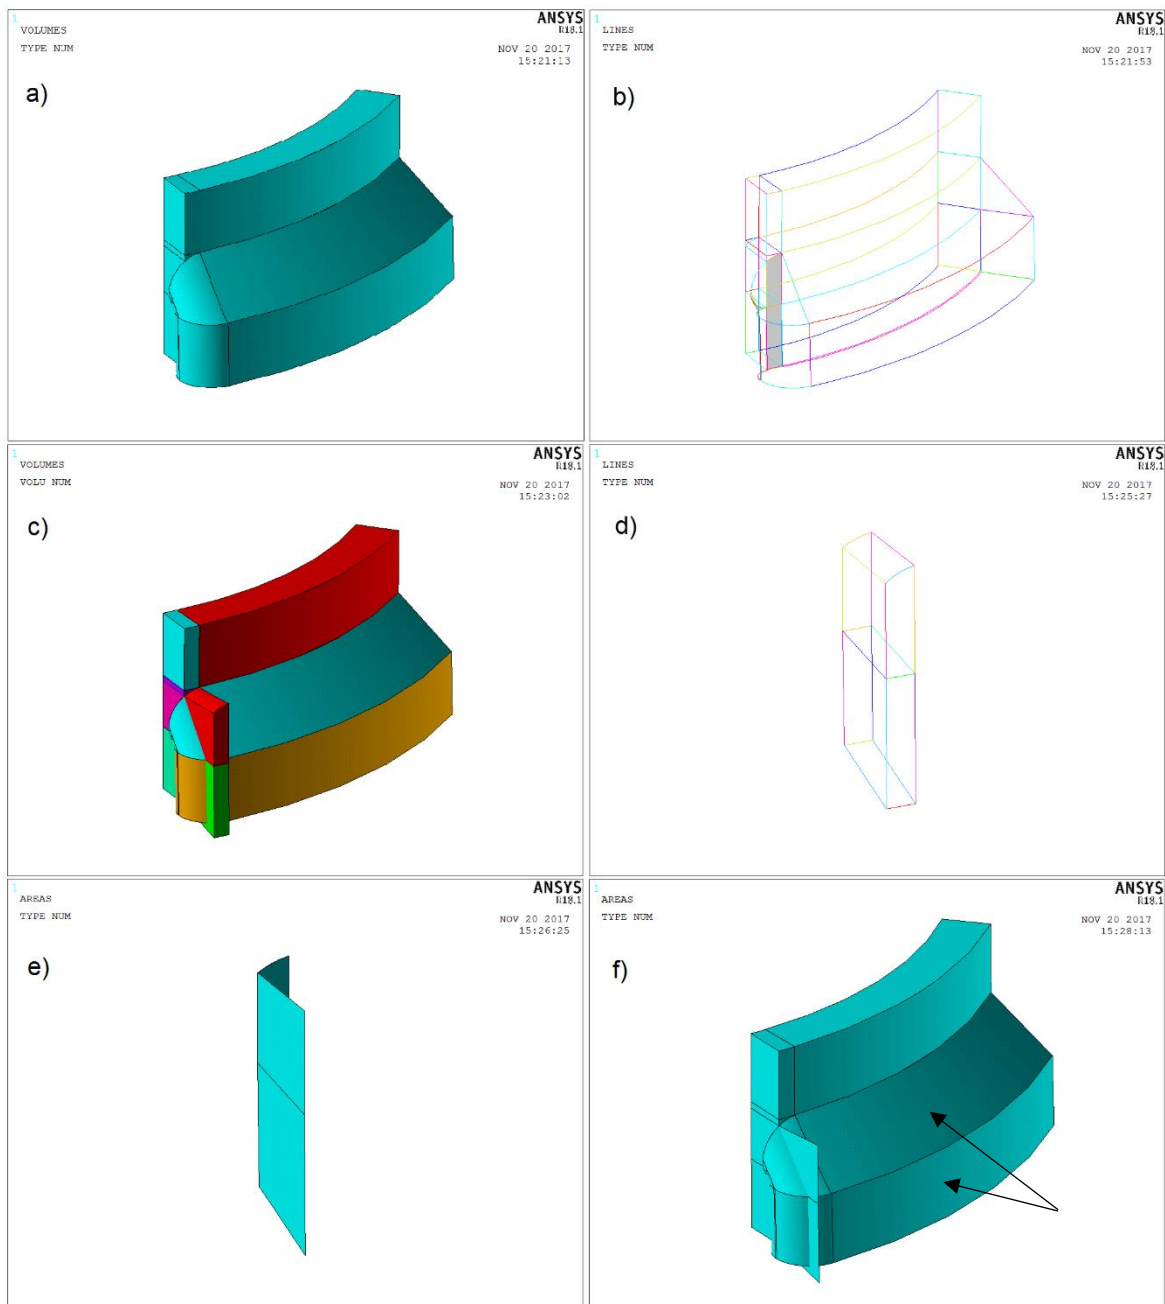 1
ANSYS
R18.1
VOLUMES
TYPE NUM
NOV 20 2017
15:21:13
a)
1
ANSYS
R18.1
LINES
TYPE NUM
NOV 20 2017
15:21:53
b)
1
ANSYS
R18.1
VOLUMES
VOLU NUM
NOV 20 2017
15:23:02
c)
1
ANSYS
R18.1
LINES
TYPE NUM
NOV 20 2017
15:25:27
d)
1
ANSYS
R18.1
AREAS
TYPE NUM
NOV 20 2017
15:26:25
e)
1
ANSYS
R18.1
AREAS
TYPE NUM
NOV 20 2017
15:28:13
f)